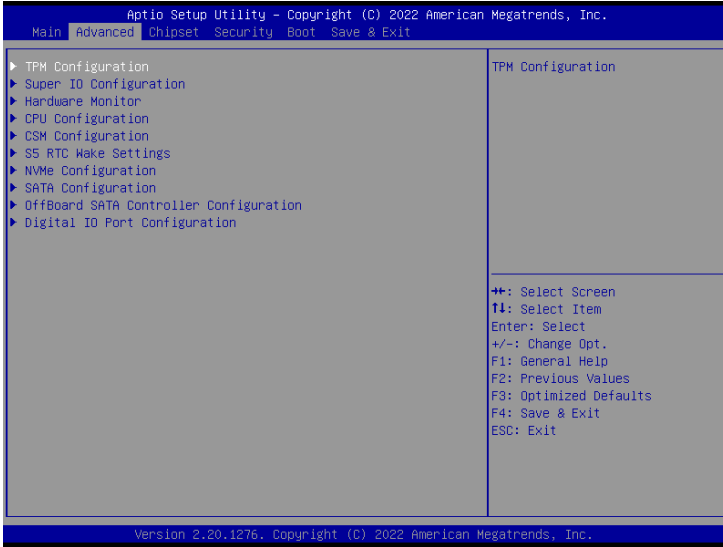 Aptio Setup Utility – Copyright (C) 2022 American Megatrends, Inc.
Main Advanced Chipset Security Boot Save & Exit
TPM Configuration
Super IO Configuration
Hardware Monitor
CPU Configuration
CSM Configuration
S5 RTC Wake Settings
NVMe Configuration
SATA Configuration
OffBoard SATA Controller Configuration
Digital IO Port Configuration
TPM Configuration
→←: Select Screen
↑↓: Select Item
Enter: Select
+/-: Change Opt.
F1: General Help
F2: Previous Values
F3: Optimized Defaults
F4: Save & Exit
ESC: Exit
Version 2.20.1276. Copyright (C) 2022 American Megatrends, Inc.